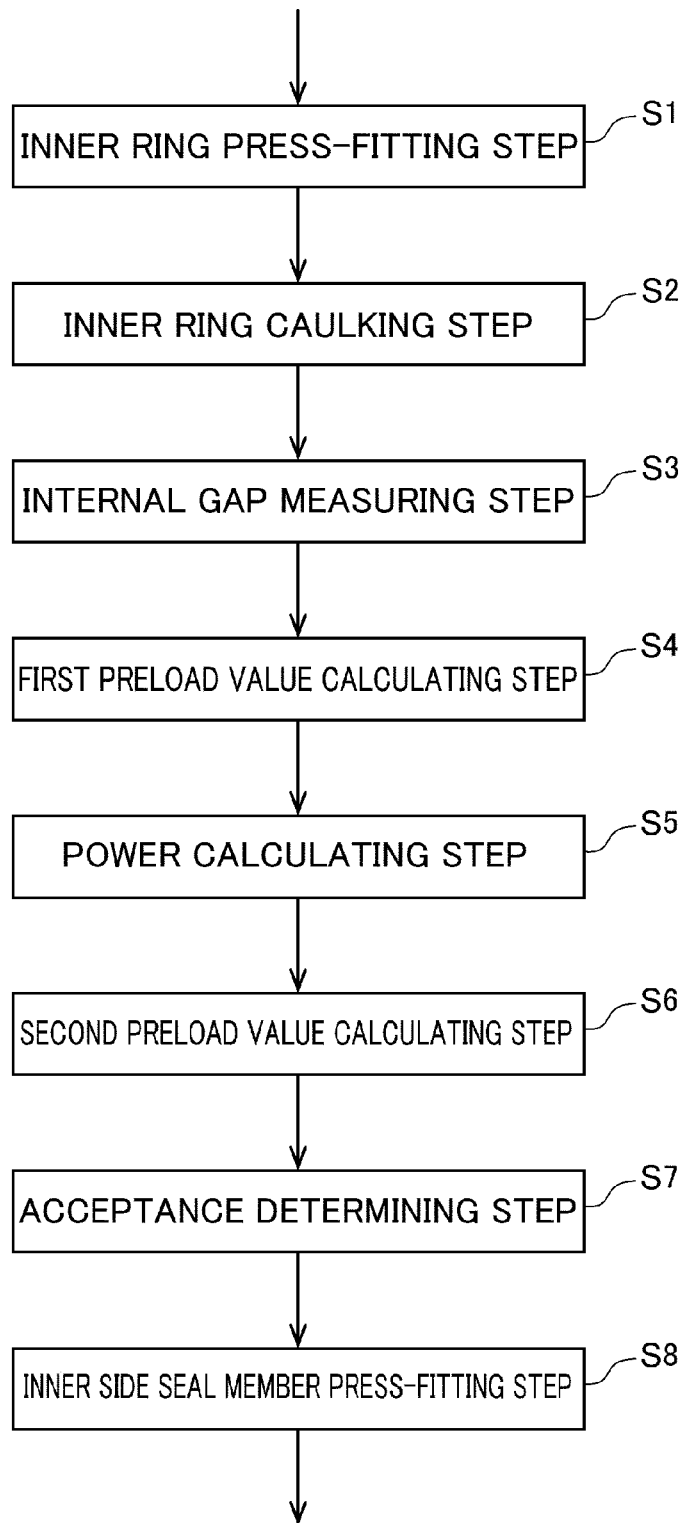 S1
INNER RING PRESS-FITTING STEP
S2
INNER RING CAULKING STEP
S3
INTERNAL GAP MEASURING STEP
S4
FIRST PRELOAD VALUE CALCULATING STEP
S5
POWER CALCULATING STEP
S6
SECOND PRELOAD VALUE CALCULATING STEP
S7
ACCEPTANCE DETERMINING STEP
S8
INNER SIDE SEAL MEMBER PRESS-FITTING STEP